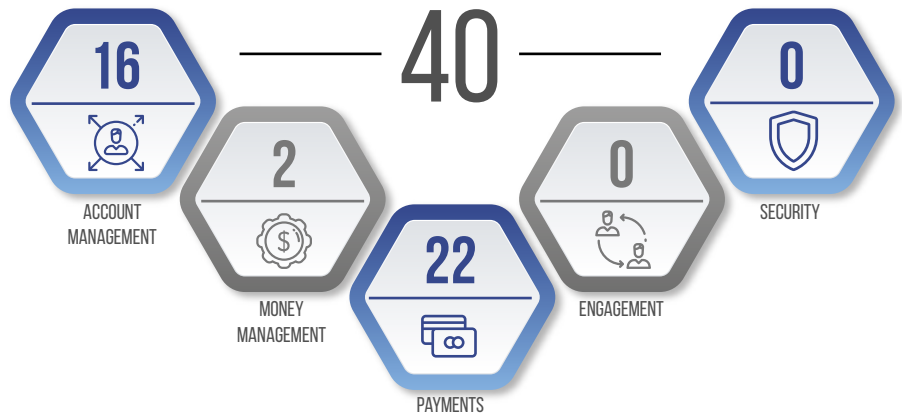 40
16
ACCOUNT
MANAGEMENT
2
$
MONEY
MANAGEMENT
22
PAYMENTS
0
ENGAGEMENT
0
SECURITY